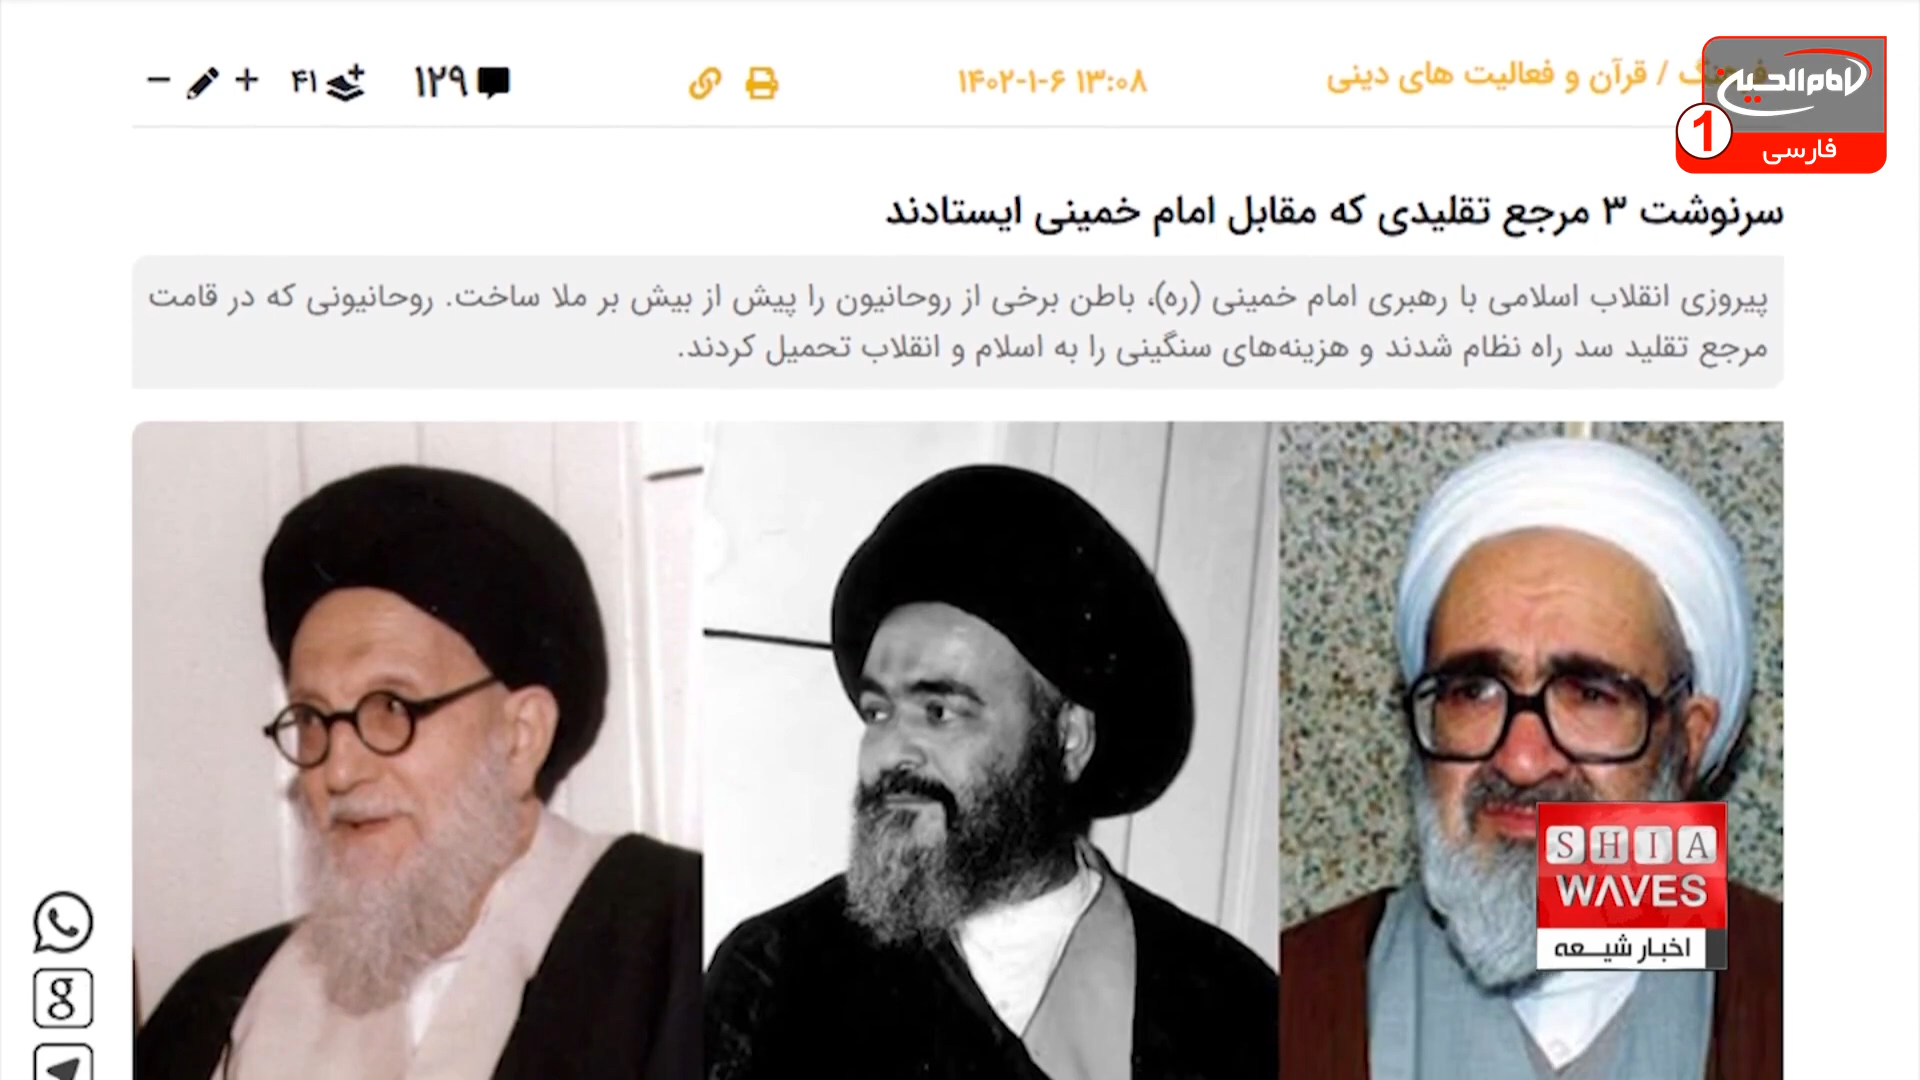 فرهنگ / قرآن و فعالیت های دینی
۱۴۰۲-۱-۶ ۱۳:۰۸
۱۲۹
۴۱
امام الحسین
1
فارسی
سرنوشت ۳ مرجع تقلیدی که مقابل امام خمینی ایستادند
پیروزی انقلاب اسلامی با رهبری امام خمینی (ره)، باطن برخی از روحانیون را پیش از بیش بر ملا ساخت. روحانیونی که در قامت
مرجع تقلید سد راه نظام شدند و هزینه‌های سنگینی را به اسلام و انقلاب تحمیل کردند.
SHIA
WAVES
اخبار شیعه